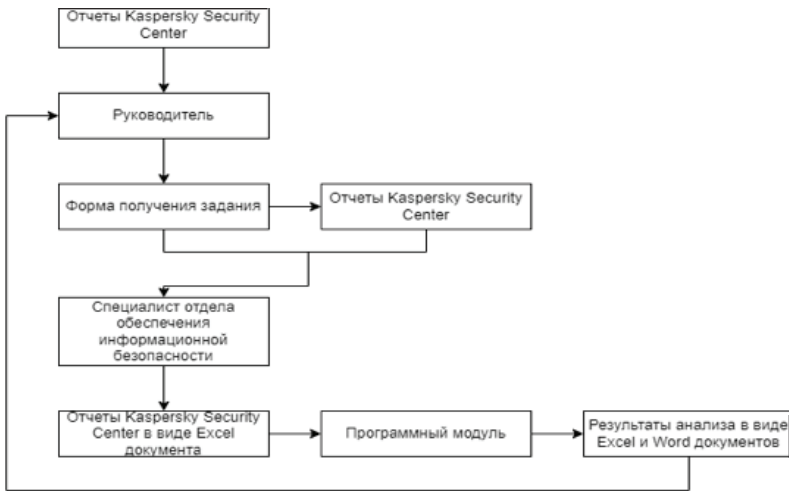 Отчеты Kaspersky Security
Center
Руководитель
Форма получения задания
Отчеты Kaspersky Security
Center
Специалист отдела
обеспечения
информационной
безопасности
Отчеты Kaspersky Security
Center в виде Excel
документа
Программный модуль
Результаты анализа в виде
Excel и Word документов